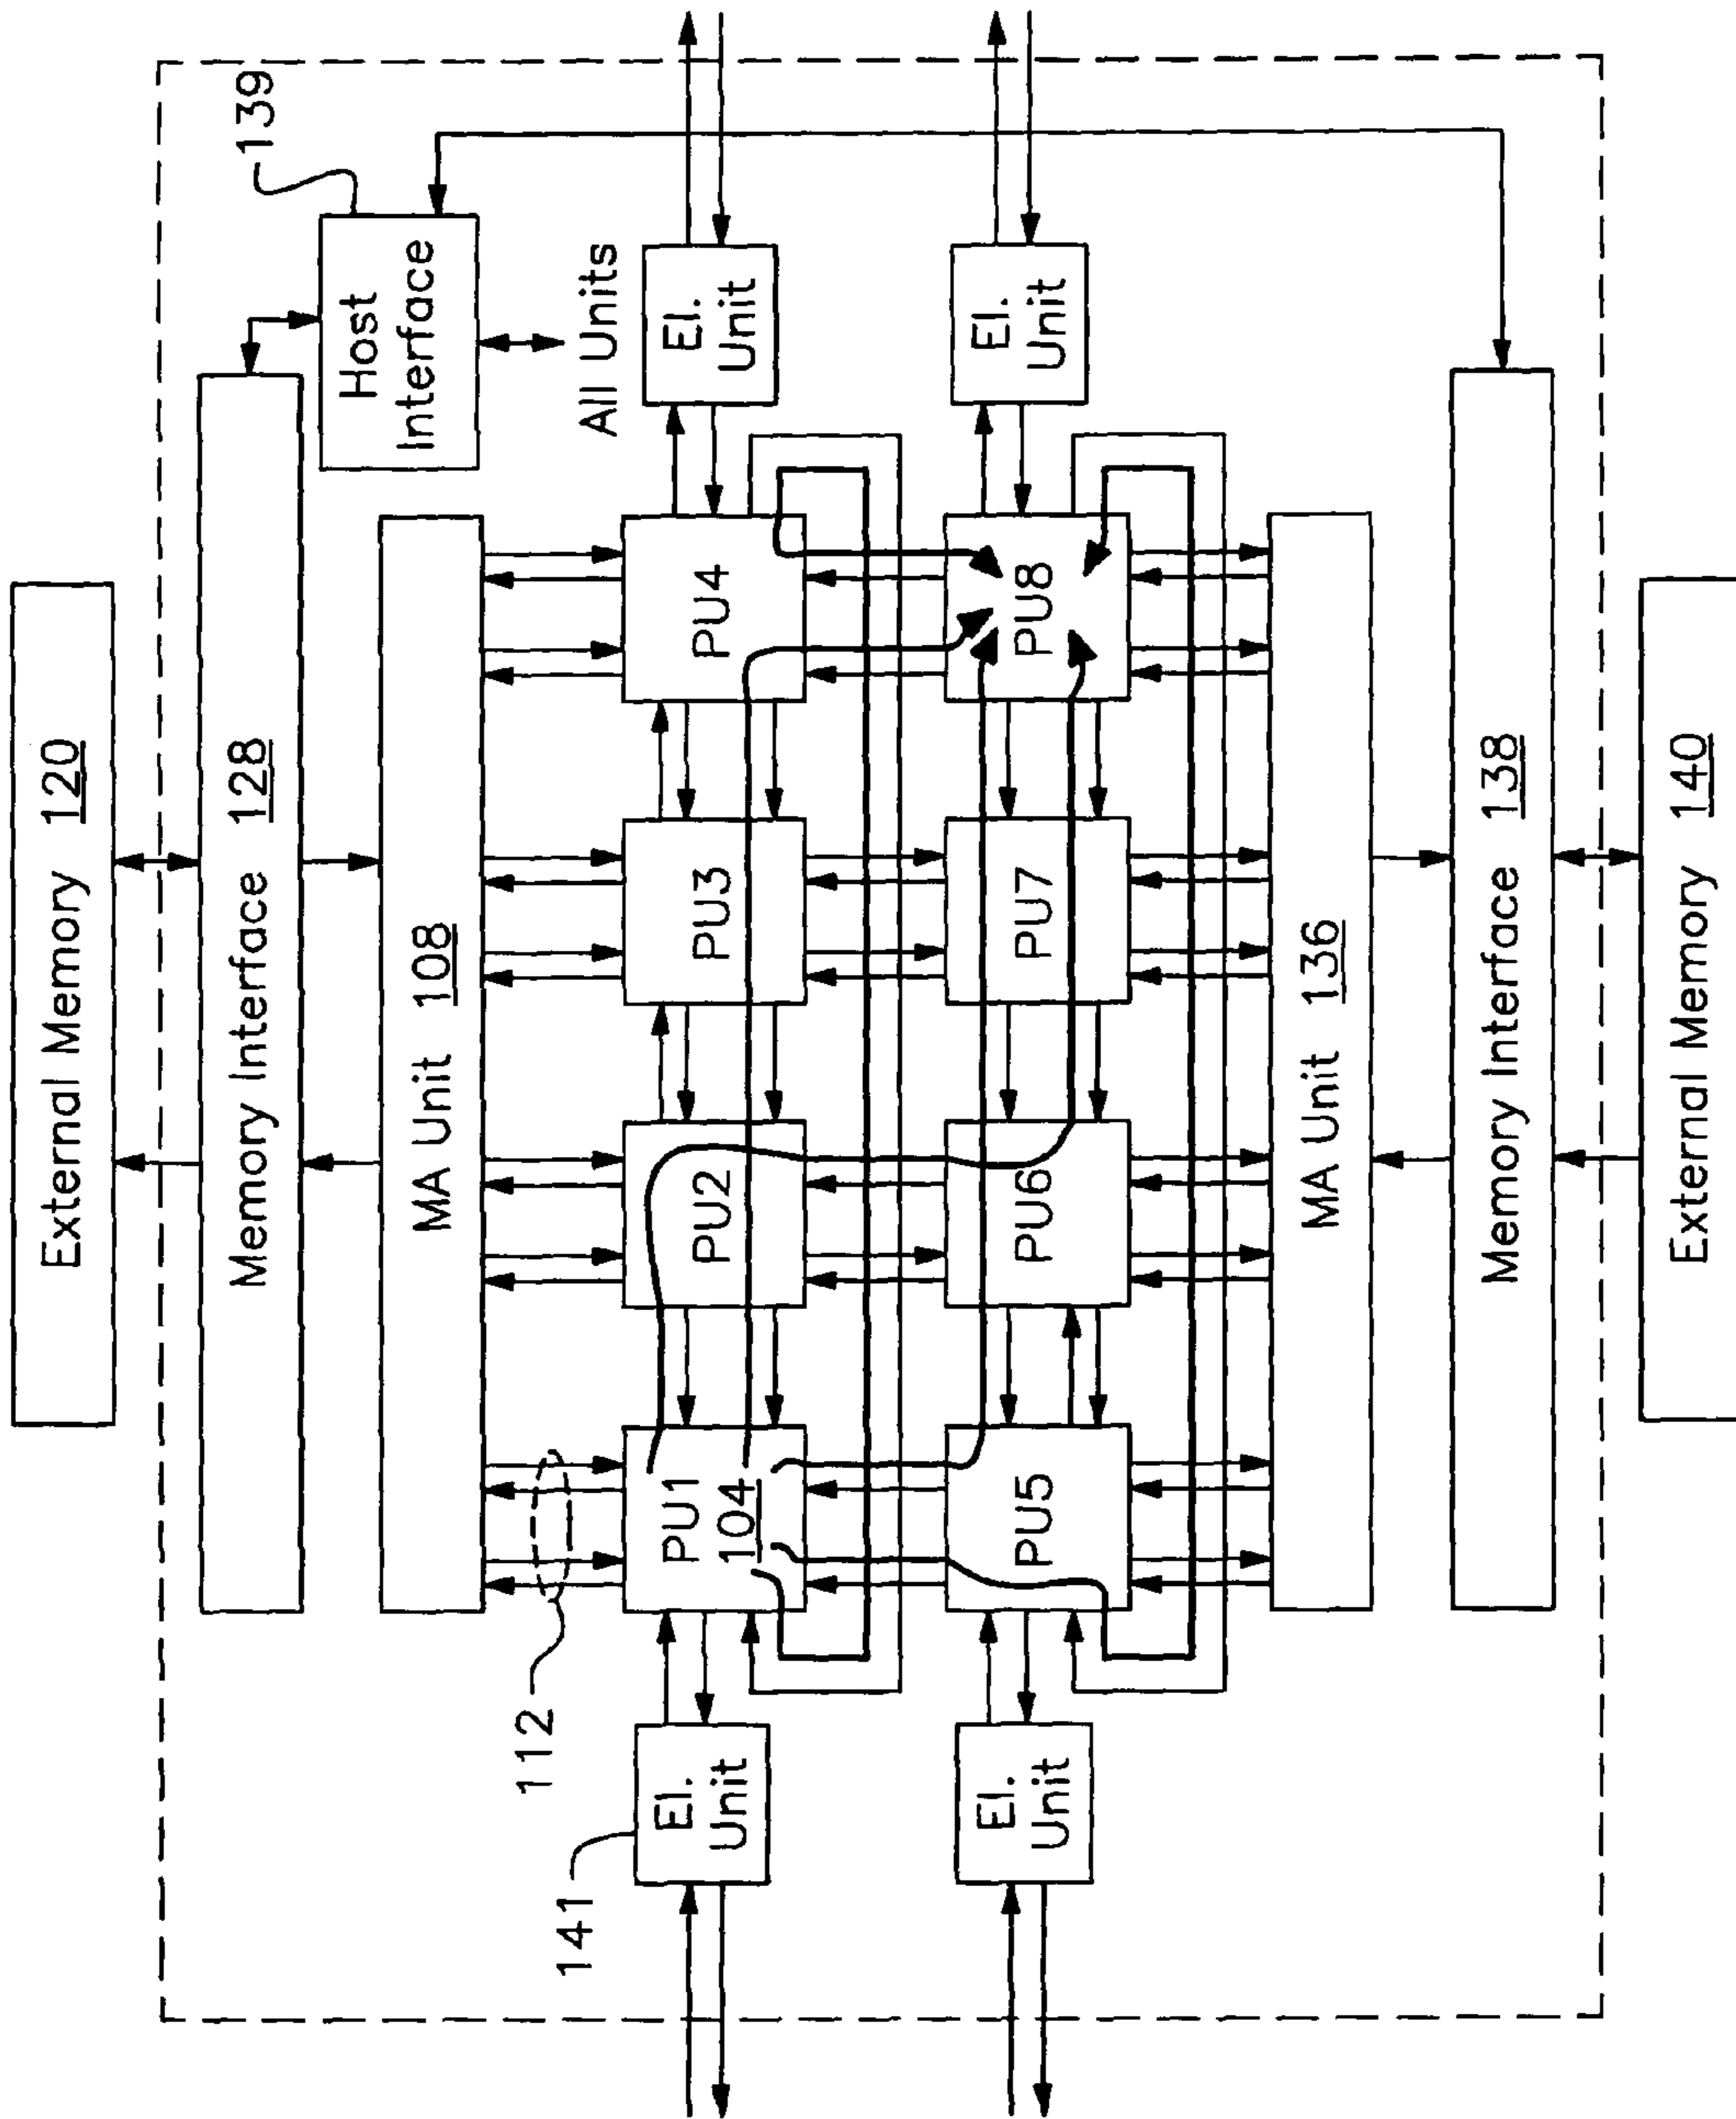 External Memory 120
Memory Interface 128
139
Host
Interface
All Units
MA Unit 108
112
141
El.
Unit
PU1
104
PU2
PU3
PU4
El.
Unit
El.
Unit
PU5
PU6
PU7
PU8
El.
Unit
MA Unit 136
Memory Interface 138
External Memory 140